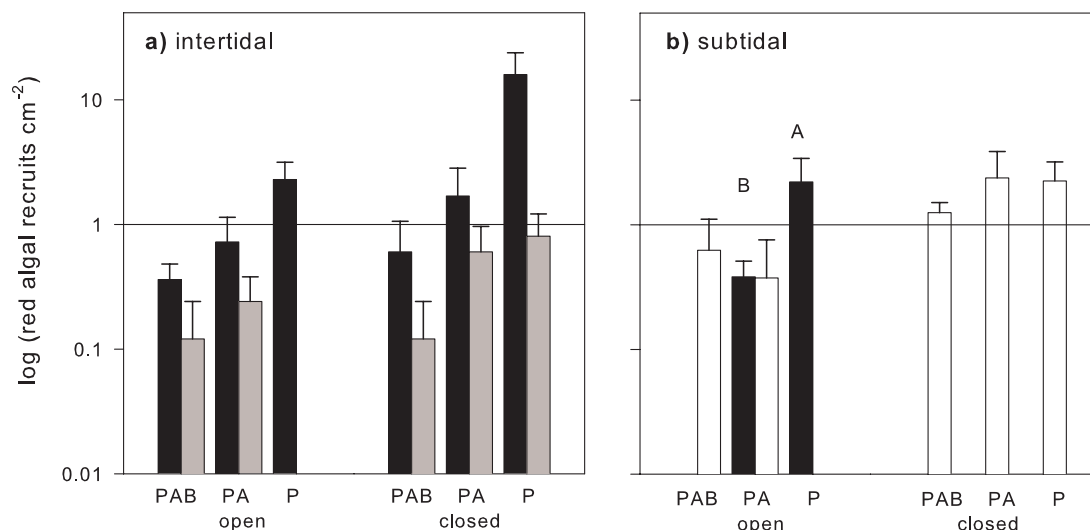 a) intertidal
b) subtidal
log (red algal recruits cm-2)
10
1
0.1
0.01
A
B
PAB PA P PAB PA P
open closed
PAB PA P PAB PA P
open closed